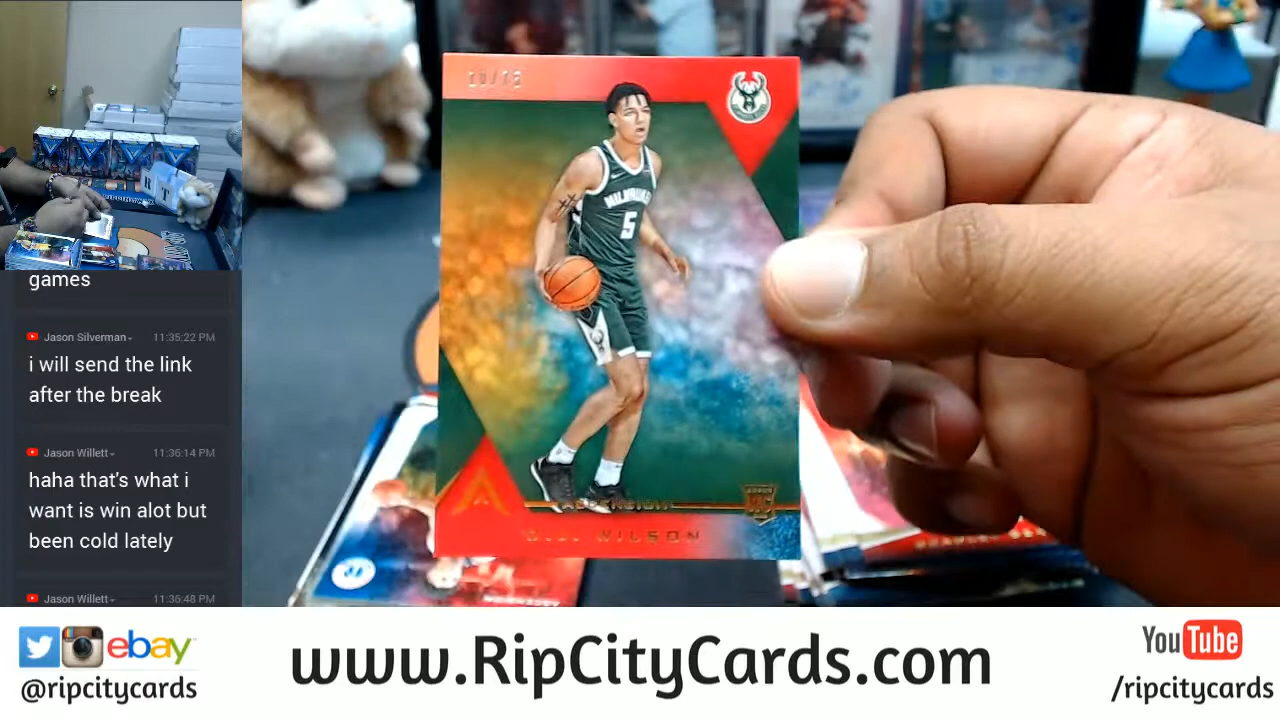 games
Jason Silverman
11:35:22 PM
i will send the link
after the break
Jason Willett
11:36:14 PM
haha that's what i
want is win alot but
been cold lately
Jason Willett
11:36:48 PM
MILWAUKEE
5
ASCENSION
WILSON
R T
ebay
@ripcitycards
www.RipCityCards.com
YouTube
/ripcitycards